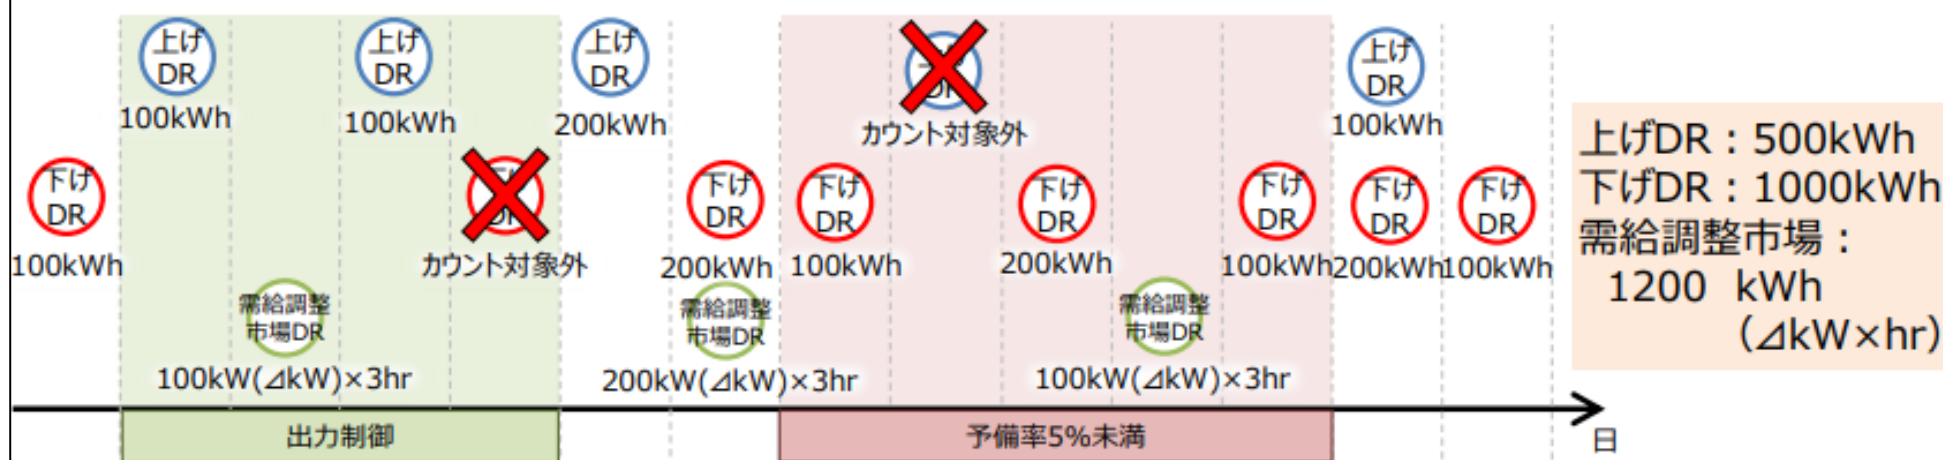 上げ
DR
100kWh
上げ
DR
100kWh
上げ
DR
200kWh
DR
カウント対象外
上げ
DR
100kWh
下げ
DR
100kWh
DR
カウント対象外
下げ
DR
200kWh
下げ
DR
100kWh
下げ
DR
200kWh
下げ
DR
100kWh
下げ
DR
200kWh
下げ
DR
100kWh
需給調整
市場DR
100kW(⊿kW)×3hr
需給調整
市場DR
200kW(⊿kW)×3hr
需給調整
市場DR
100kW(⊿kW)×3hr
出力制御
予備率5%未満
日
上げDR：500kWh
下げDR：1000kWh
需給調整市場：
1200 kWh
(⊿kW×hr)